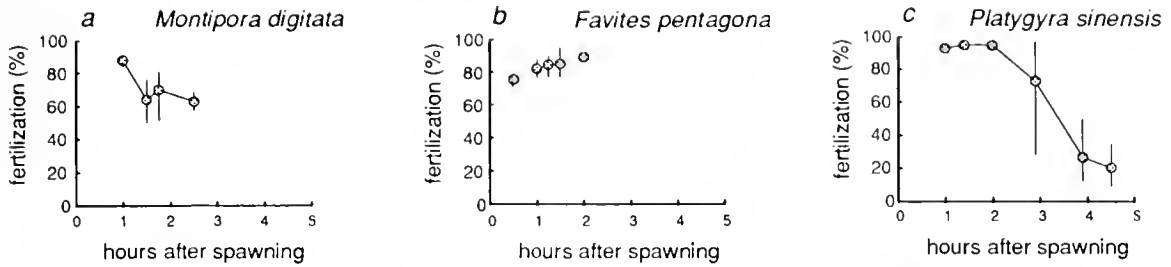 a Montipora digitata
fertilization (%)
100
80
60
40
20
0
0 1 2 3 4 5
hours after spawning
b Favites pentagona
fertilization (%)
100
80
60
40
20
0
0 1 2 3 4 5
hours after spawning
c Platygyra sinensis
fertilization (%)
100
80
60
40
20
0
0 1 2 3 4 5
hours after spawning